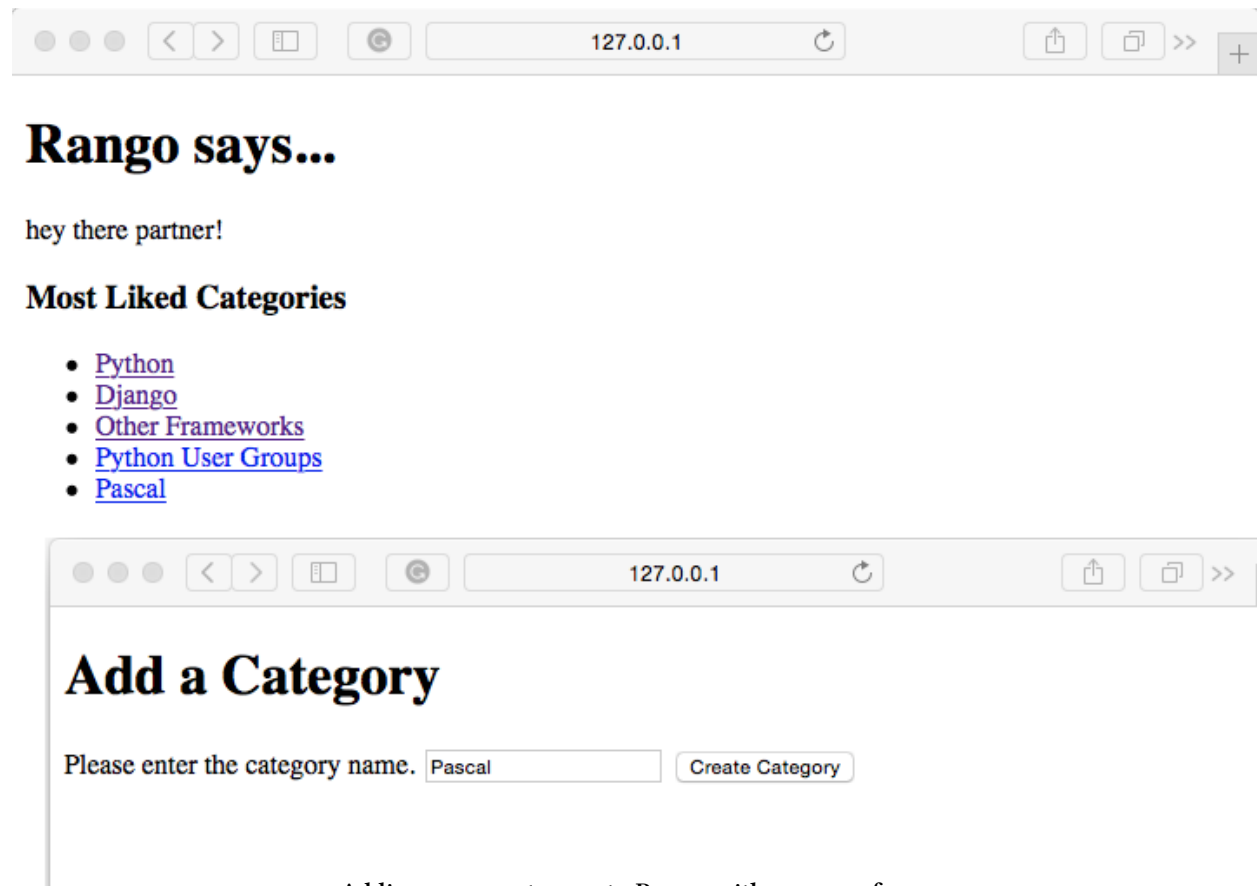 127.0.0.1
Rango says...
hey there partner!
Most Liked Categories
Python
Django
Other Frameworks
Python User Groups
Pascal
127.0.0.1
Add a Category
Please enter the category name. Pascal Create Category